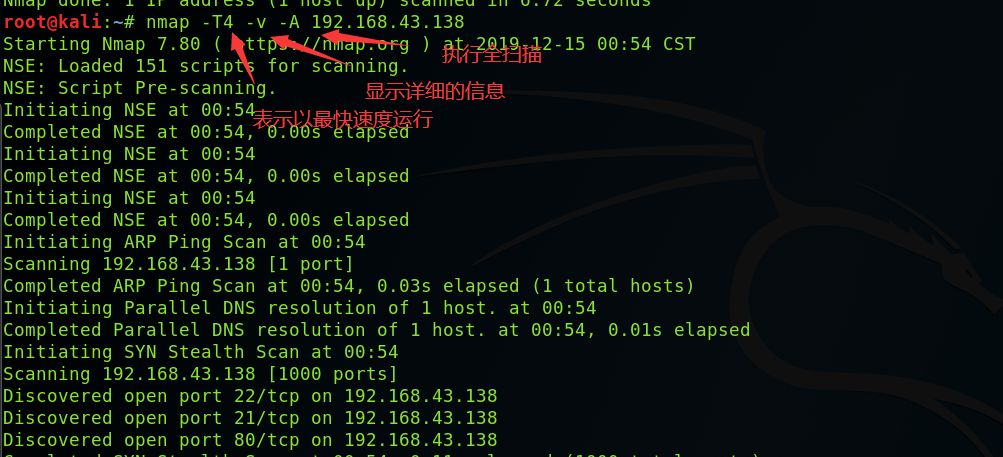 Nmap done: 1 IP address (1 host up) scanned in 6.72 seconds
root@kali:~# nmap -T4 -v -A 192.168.43.138
Starting Nmap 7.80 ( https://nmap.org ) at 2019-12-15 00:54 CST
执行全扫描
NSE: Loaded 151 scripts for scanning.
NSE: Script Pre-scanning.
显示详细的信息
Initiating NSE at 00:54
表示以最快速度运行
Completed NSE at 00:54, 0.00s elapsed
Initiating NSE at 00:54
Completed NSE at 00:54, 0.00s elapsed
Initiating NSE at 00:54
Completed NSE at 00:54, 0.00s elapsed
Initiating ARP Ping Scan at 00:54
Scanning 192.168.43.138 [1 port]
Completed ARP Ping Scan at 00:54, 0.03s elapsed (1 total hosts)
Initiating Parallel DNS resolution of 1 host. at 00:54
Completed Parallel DNS resolution of 1 host. at 00:54, 0.01s elapsed
Initiating SYN Stealth Scan at 00:54
Scanning 192.168.43.138 [1000 ports]
Discovered open port 22/tcp on 192.168.43.138
Discovered open port 21/tcp on 192.168.43.138
Discovered open port 80/tcp on 192.168.43.138